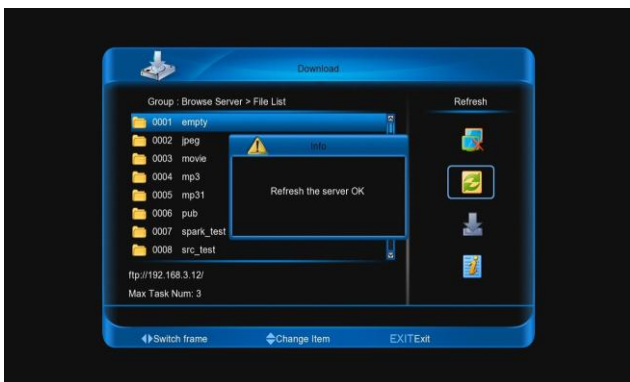 Download
Group : Browse Server > File List
Refresh
0001 empty
0002 jpeg
0003 movie
0004 mp3
0005 mp31
0006 pub
0007 spark_test
0008 src_test
Info
Refresh the server OK
ftp://192.168.3.12/
Max Task Num: 3
Switch frame
Change Item
EXITExit